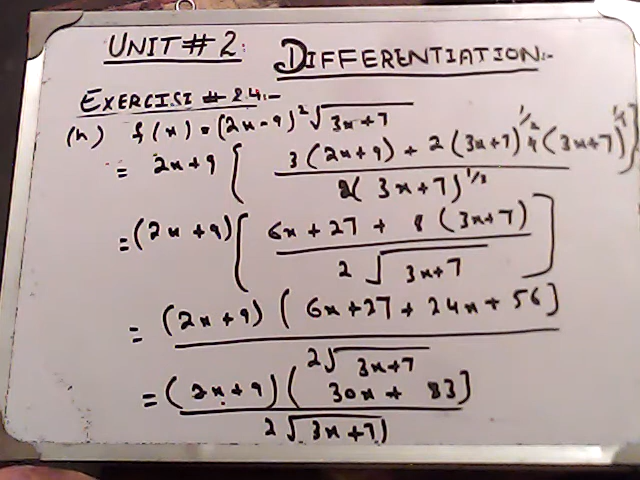 UNIT # 2: DIFFERENTIATION:-
EXERCISE # 2.4:-
(h) f(x) = (2x-9)² √(3x+7)
= 2x+9 [ 3(2x+9) + 2(3x+7)^1/2 4(3x+7)^1/2 / 2(3x+7)^1/2 ]
= (2x+9) [ 6x+27 + 8(3x+7) / 2√(3x+7) ]
= (2x+9) ( 6x+27 + 24x + 56 ] / 2√(3x+7)
= (2x+9) ( 30x + 83 ] / 2√(3x+7)